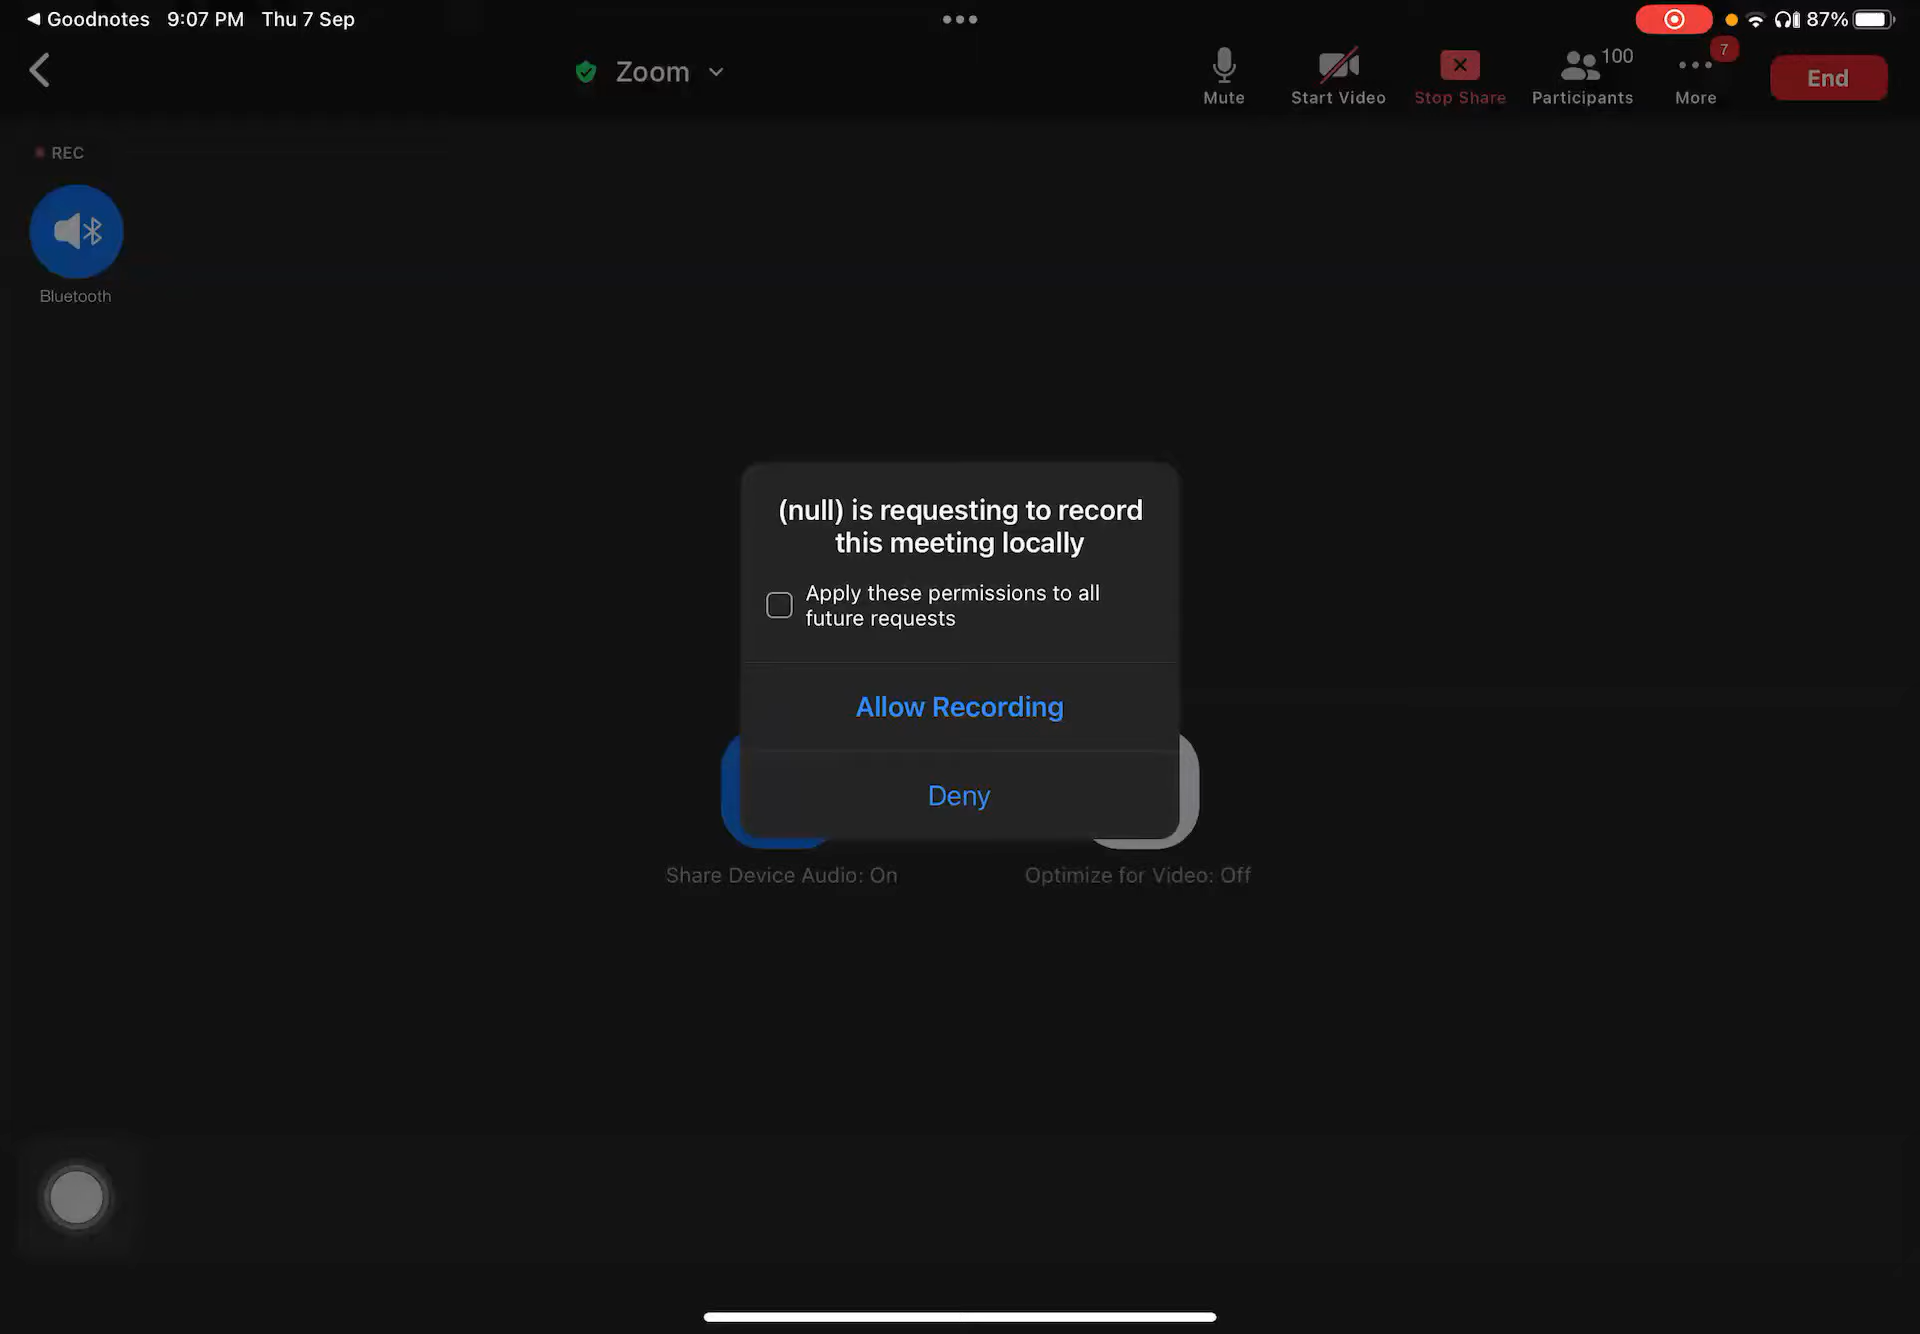 Goodnotes 9:07 PM Thu 7 Sep
87%
Zoom
Mute
Start Video
Stop Share
100
Participants
7
More
End
REC
Bluetooth
(null) is requesting to record
this meeting locally
Apply these permissions to all
future requests
Allow Recording
Deny
Share Device Audio: On
Optimize for Video: Off